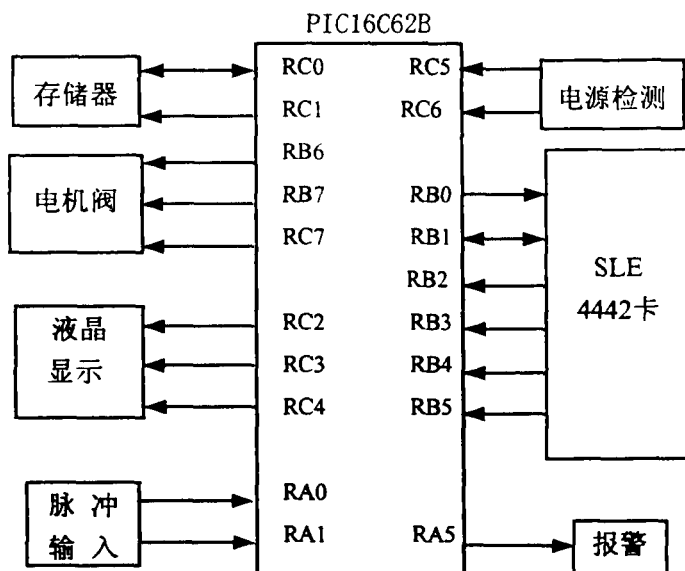 PIC16C62B
存储器
RC0
RC1
RB6
电机阀
RB7
RC7
液晶
显示
RC2
RC3
RC4
脉 冲
输 入
RA0
RA1
RC5
RC6
电源检测
RB0
RB1
RB2
RB3
RB4
RB5
SLE
4442卡
RA5
报警